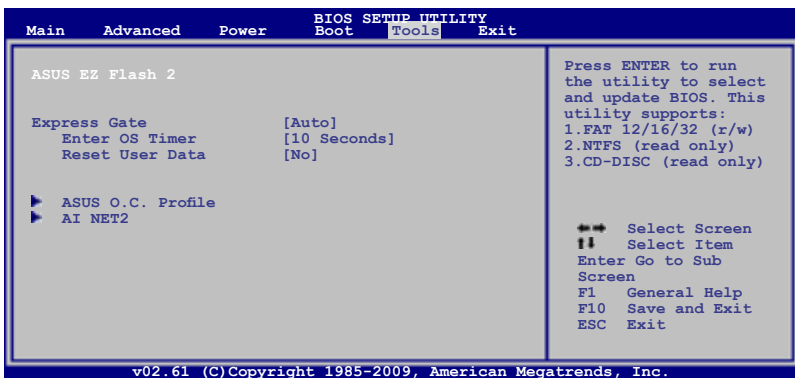 BIOS SETUP UTILITY
Main Advanced Power Boot Tools Exit
ASUS EZ Flash 2
Express Gate [Auto]
Enter OS Timer [10 Seconds]
Reset User Data [No]
ASUS O.C. Profile
AI NET2
Press ENTER to run
the utility to select
and update BIOS. This
utility supports:
1.FAT 12/16/32 (r/w)
2.NTFS (read only)
3.CD-DISC (read only)
Select Screen
Select Item
Enter Go to Sub
Screen
F1 General Help
F10 Save and Exit
ESC Exit
v02.61 (C)Copyright 1985-2009, American Megatrends, Inc.